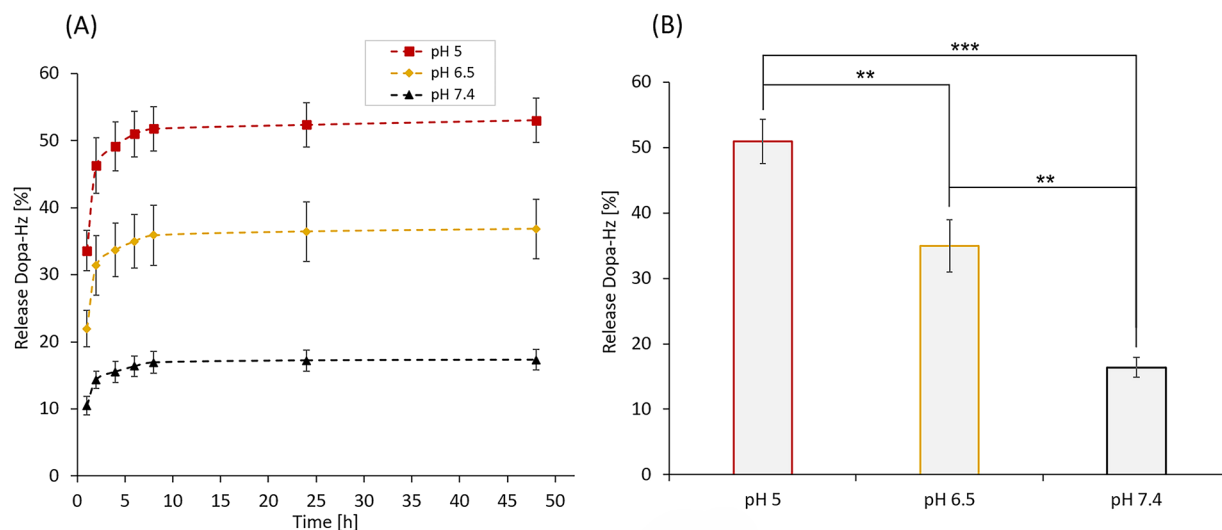 (A)
pH 5
pH 6.5
pH 7.4
Release Dopa-Hz [%]
60
50
40
30
20
10
0
0 5 10 15 20 25 30 35 40 45 50
Time [h]
(B)
***
**
**
Release Dopa-Hz [%]
60
50
40
30
20
10
0
pH 5 pH 6.5 pH 7.4